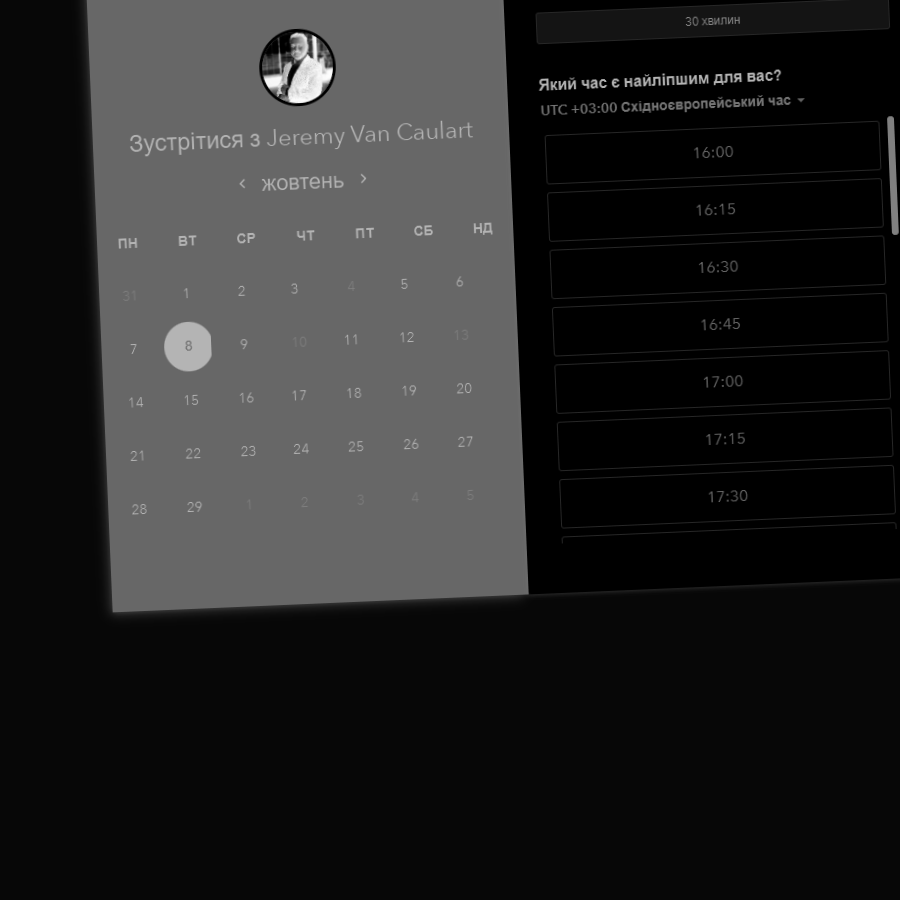 Зустрітися з Jeremy Van Caulart
жовтень
ПН ВТ СР ЧТ ПТ СБ НД
31 1 2 3 4 5 6
7 8 9 10 11 12 13
14 15 16 17 18 19 20
21 22 23 24 25 26 27
28 29 1 2 3 4 5
30 хвилин
Який час є найліпшим для вас?
UTC +03:00 Східноєвропейський час
16:00
16:15
16:30
16:45
17:00
17:15
17:30